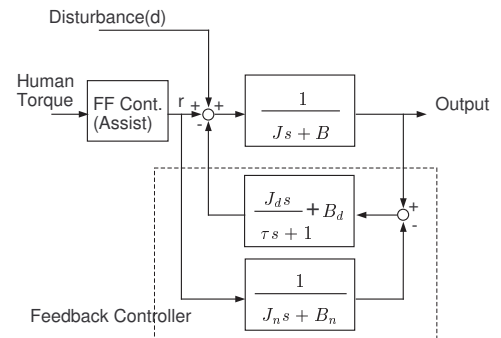 Disturbance(d)
Human
Torque
FF Cont.
(Assist)
r
+
+
-
+
1
Js + B
Output
J_d s
τs + 1
+ B_d
+
-
1
J_n s + B_n
Feedback Controller